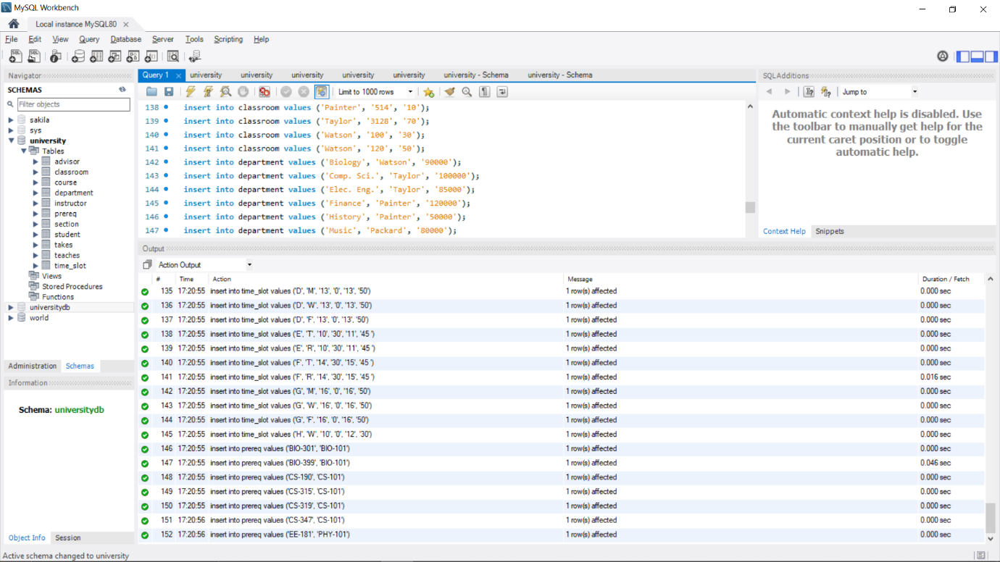 MySQL Workbench
Local instance MySQL80
File Edit View Query Database Server Tools Scripting Help
Navigator
SCHEMAS
Filter objects
sakila
sys
university
Tables
advisor
classroom
course
department
instructor
prereq
section
student
takes
teaches
time_slot
Views
Stored Procedures
Functions
universitydb
world
Administration Schemas
Information
Schema: universitydb
Object Info Session
Query 1 university university university university university university - Schema university - Schema
Limit to 1000 rows
138 insert into classroom values ('Painter', '514', '10');
139 insert into classroom values ('Taylor', '3128', '70');
140 insert into classroom values ('Watson', '100', '30');
141 insert into classroom values ('Watson', '120', '50');
142 insert into department values ('Biology', 'Watson', '90000');
143 insert into department values ('Comp. Sci.', 'Taylor', '100000');
144 insert into department values ('Elec. Eng.', 'Taylor', '85000');
145 insert into department values ('Finance', 'Painter', '120000');
146 insert into department values ('History', 'Painter', '50000');
147 insert into department values ('Music', 'Packard', '80000');
SQLAdditions
Jump to
Automatic context help is disabled. Use
the toolbar to manually get help for the
current caret position or to toggle
automatic help.
Context Help Snippets
Output
Action Output
# Time Action Message Duration / Fetch
135 17:20:55 insert into time_slot values ('D', 'M', '13', '0', '13', '50') 1 row(s) affected 0.000 sec
136 17:20:55 insert into time_slot values ('D', 'W', '13', '0', '13', '50') 1 row(s) affected 0.000 sec
137 17:20:55 insert into time_slot values ('D', 'F', '13', '0', '13', '50') 1 row(s) affected 0.000 sec
138 17:20:55 insert into time_slot values ('E', 'T', '10', '30', '11', '45 ') 1 row(s) affected 0.000 sec
139 17:20:55 insert into time_slot values ('E', 'R', '10', '30', '11', '45 ') 1 row(s) affected 0.000 sec
140 17:20:55 insert into time_slot values ('F', 'T', '14', '30', '15', '45 ') 1 row(s) affected 0.000 sec
141 17:20:55 insert into time_slot values ('F', 'R', '14', '30', '15', '45 ') 1 row(s) affected 0.016 sec
142 17:20:55 insert into time_slot values ('G', 'M', '16', '0', '16', '50') 1 row(s) affected 0.000 sec
143 17:20:55 insert into time_slot values ('G', 'W', '16', '0', '16', '50') 1 row(s) affected 0.000 sec
144 17:20:55 insert into time_slot values ('G', 'F', '16', '0', '16', '50') 1 row(s) affected 0.000 sec
145 17:20:55 insert into time_slot values ('H', 'W', '10', '0', '12', '30') 1 row(s) affected 0.000 sec
146 17:20:55 insert into prereq values ('BIO-301', 'BIO-101') 1 row(s) affected 0.000 sec
147 17:20:55 insert into prereq values ('BIO-399', 'BIO-101') 1 row(s) affected 0.046 sec
148 17:20:55 insert into prereq values ('CS-190', 'CS-101') 1 row(s) affected 0.000 sec
149 17:20:55 insert into prereq values ('CS-315', 'CS-101') 1 row(s) affected 0.000 sec
150 17:20:55 insert into prereq values ('CS-319', 'CS-101') 1 row(s) affected 0.000 sec
151 17:20:56 insert into prereq values ('CS-347', 'CS-101') 1 row(s) affected 0.000 sec
152 17:20:56 insert into prereq values ('EE-181', 'PHY-101') 1 row(s) affected 0.000 sec
Active schema changed to university